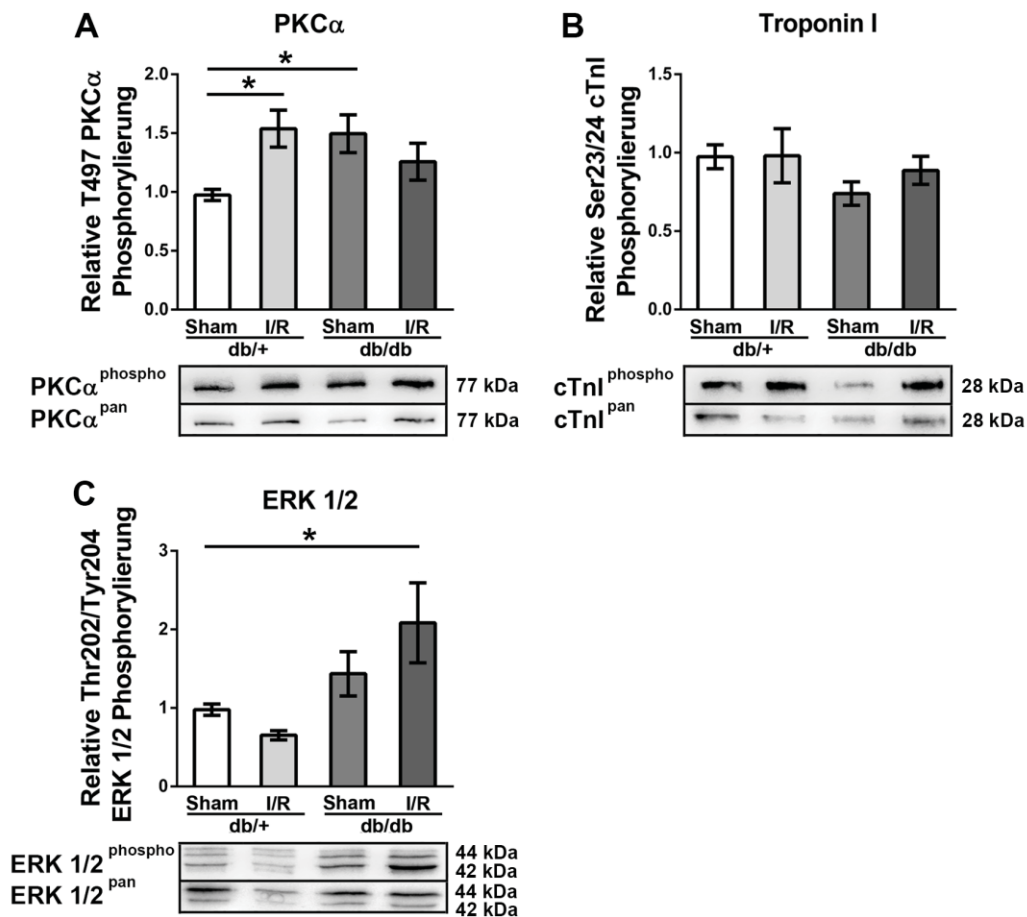 A
PKCα
Relative T497 PKCα
Phosphorylierung
2.0
1.5
1.0
0.5
0.0
*
*
Sham I/R Sham I/R
db/+ db/db
PKCα phospho 77 kDa
PKCα pan 77 kDa
B
Troponin I
Relative Ser23/24 cTnI
Phosphorylierung
1.5
1.0
0.5
0.0
Sham I/R Sham I/R
db/+ db/db
cTnI phospho 28 kDa
cTnI pan 28 kDa
C
ERK 1/2
Relative Thr202/Tyr204
ERK 1/2 Phosphorylierung
3
2
1
0
*
Sham I/R Sham I/R
db/+ db/db
ERK 1/2 phospho 44 kDa
42 kDa
ERK 1/2 pan 44 kDa
42 kDa